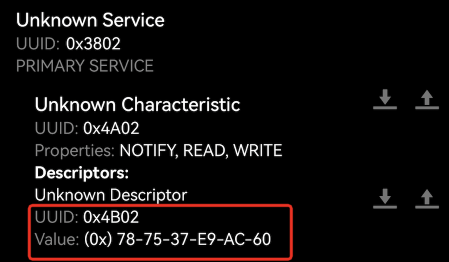 Unknown Service
UUID: 0x3802
PRIMARY SERVICE
Unknown Characteristic
UUID: 0x4A02
Properties: NOTIFY, READ, WRITE
Descriptors:
Unknown Descriptor
UUID: 0x4B02
Value: (0x) 78-75-37-E9-AC-60